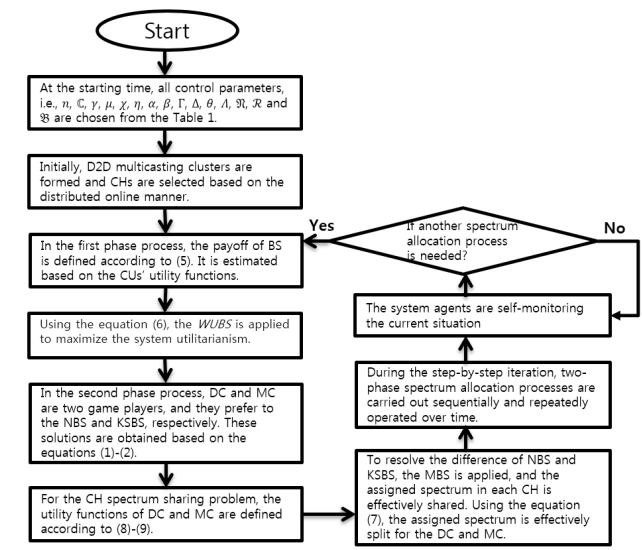 Start
At the starting time, all control parameters,
i.e., n, ℂ, γ, μ, χ, η, α, β, Γ, Δ, θ, Λ, 𝔑, ℛ and
𝔅 are chosen from the Table 1.
Initially, D2D multicasting clusters are
formed and CHs are selected based on the
distributed online manner.
In the first phase process, the payoff of BS
is defined according to (5). It is estimated
based on the CUs' utility functions.
Using the equation (6), the WUBS is applied
to maximize the system utilitarianism.
In the second phase process, DC and MC
are two game players, and they prefer to
the NBS and KSBS, respectively. These
solutions are obtained based on the
equations (1)-(2).
For the CH spectrum sharing problem, the
utility functions of DC and MC are defined
according to (8)-(9).
To resolve the difference of NBS and
KSBS, the MBS is applied, and the
assigned spectrum in each CH is
effectively shared. Using the equation
(7), the assigned spectrum is effectively
split for the DC and MC.
During the step-by-step iteration, two-
phase spectrum allocation processes are
carried out sequentially and repeatedly
operated over time.
The system agents are self-monitoring
the current situation
If another spectrum
allocation process
is needed?
Yes
No